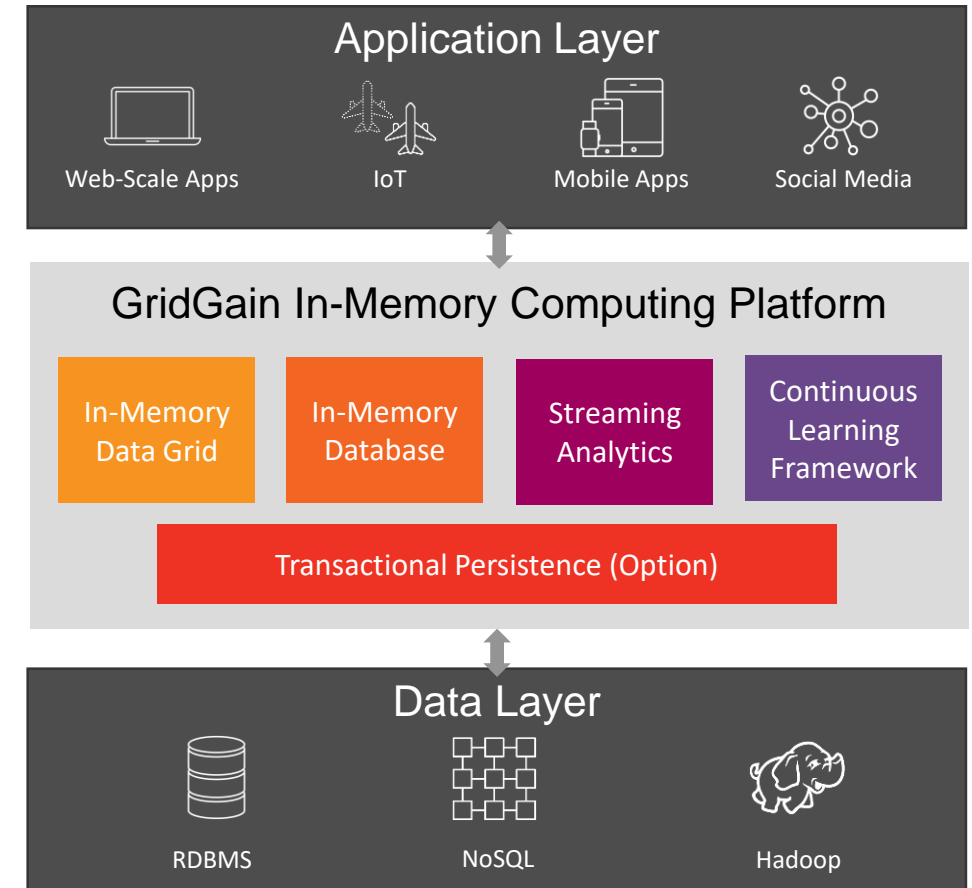 Application Layer
Web-Scale Apps
IoT
Mobile Apps
Social Media
GridGain In-Memory Computing Platform
In-Memory
Data Grid
In-Memory
Database
Streaming
Analytics
Continuous
Learning
Framework
Transactional Persistence (Option)
Data Layer
RDBMS
NoSQL
Hadoop